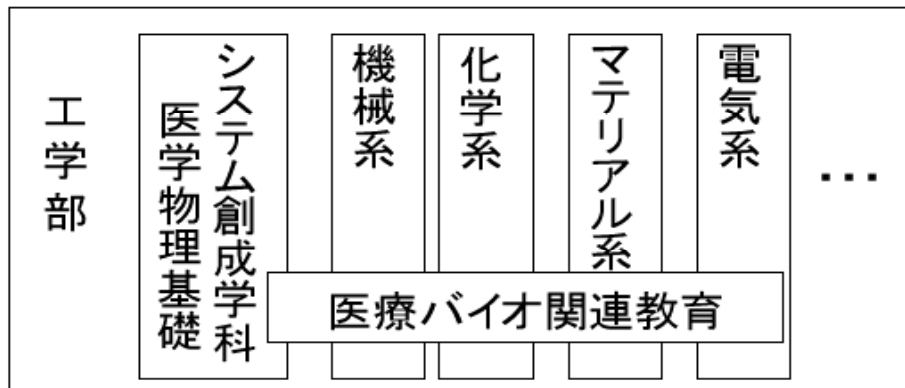 工学部
システム創成学科
医学物理基礎
機械系
化学系
マテリアル系
電気系
…
医療バイオ関連教育